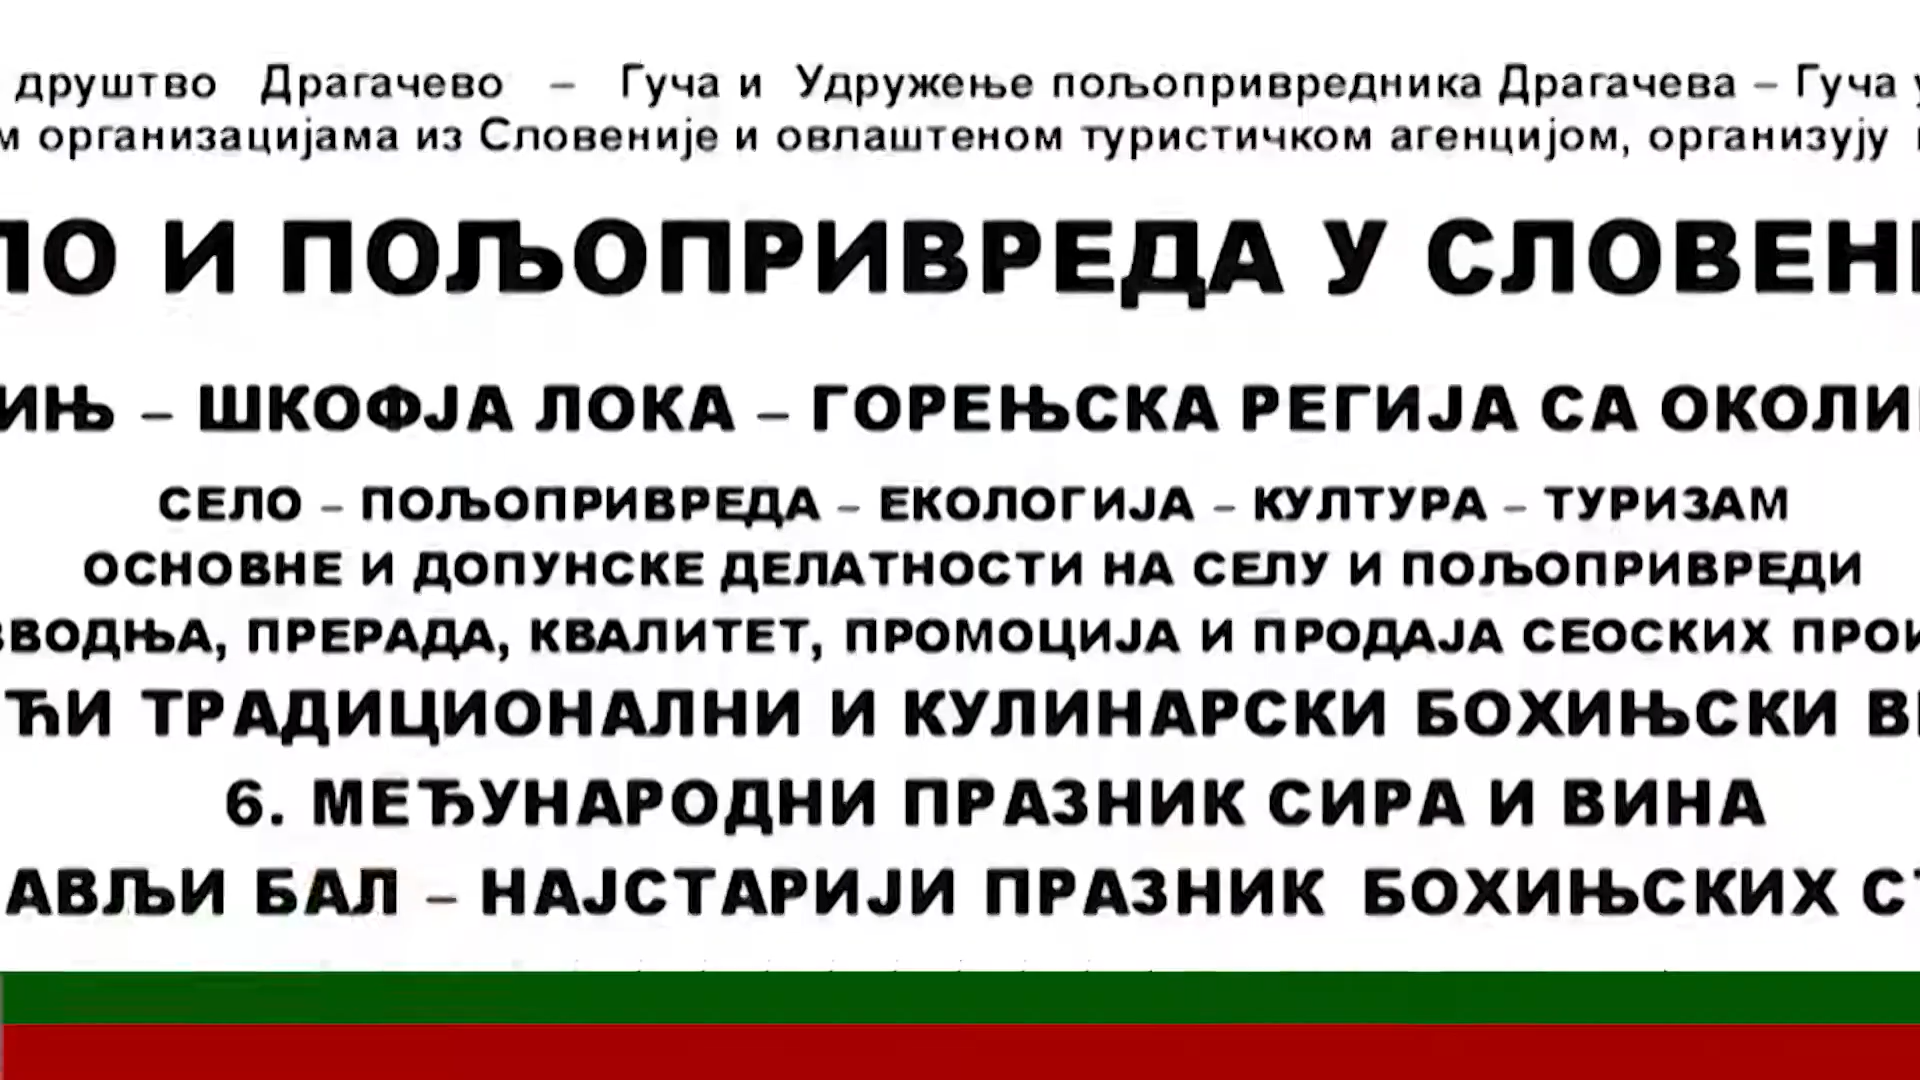 друштво Драгачево – Гуча и Удружење пољопривредника Драгачева – Гуча
организацијама из Словеније и овлаштеном туристичком агенцијом, организују
И ПОЉОПРИВРЕДА У
– ШКОФЈА ЛОКА – ГОРЕЊСКА РЕГИЈА СА
СЕЛО – ПОЉОПРИВРЕДА – ЕКОЛОГИЈА – КУЛТУРА – ТУРИЗАМ
ОСНОВНЕ И ДОПУНСКЕ ДЕЛАТНОСТИ НА СЕЛУ И ПОЉОПРИВРЕДИ
ПРЕРАДА, КВАЛИТЕТ, ПРОМОЦИЈА И ПРОДАЈА СЕОСКИХ
ТРАДИЦИОНАЛНИ И КУЛИНАРСКИ БОХИЊСКИ
6. МЕЂУНАРОДНИ ПРАЗНИК СИРА И ВИНА
БАЛ – НАЈСТАРИЈИ ПРАЗНИК БОХИЊСКИХ